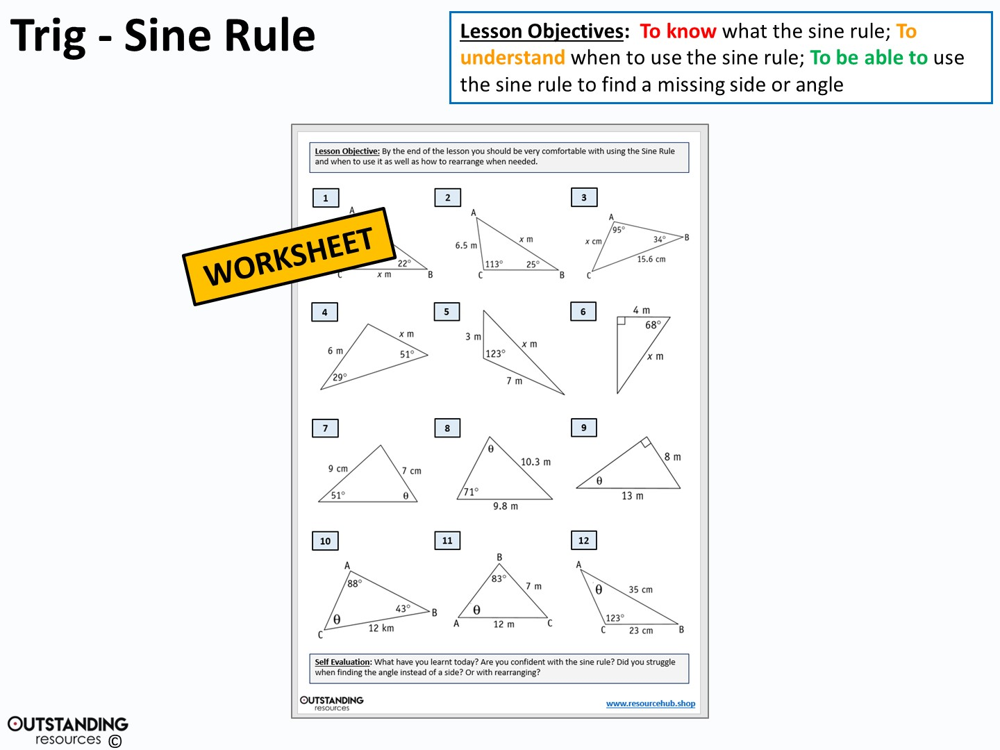 Trig - Sine Rule
Lesson Objectives:  To know what the sine rule; To
understand when to use the sine rule; To be able to use
the sine rule to find a missing side or angle
Lesson Objective: By the end of the lesson you should be very comfortable with using the Sine Rule
and when to use it as well as how to rearrange when needed.
1
A
22°
C
x m
B
WORKSHEET
2
A
6.5 m
x m
113°
25°
C
B
3
A
95°
x cm
34°
B
15.6 cm
C
4
x m
6 m
51°
29°
5
3 m
x m
123°
7 m
6
4 m
68°
x m
7
9 cm
7 cm
51°
θ
8
θ
10.3 m
71°
9.8 m
9
8 m
θ
13 m
10
A
88°
43°
B
θ
12 km
C
11
B
83°
7 m
θ
A
12 m
C
12
A
θ
35 cm
123°
C
23 cm
B
Self Evaluation: What have you learnt today? Are you confident with the sine rule? Did you struggle
when finding the angle instead of a side? Or with rearranging?
OUTSTANDING
resources
www.resourcehub.shop
OUTSTANDING
resources ©